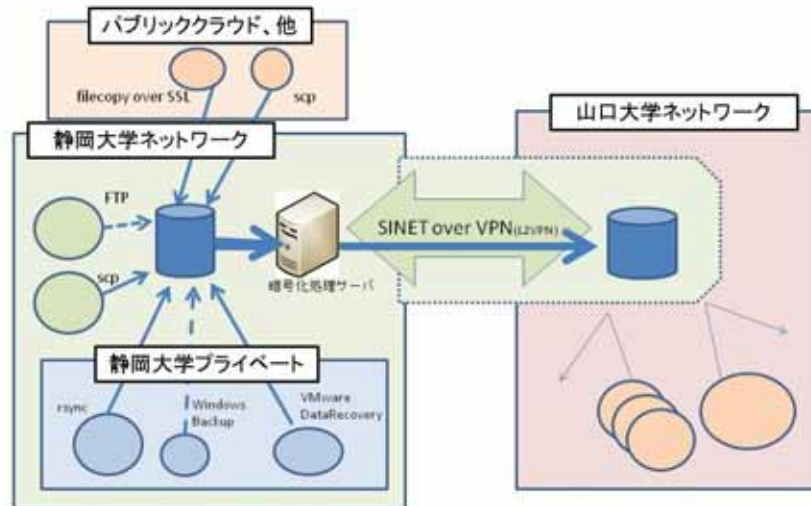 パブリッククラウド、他
filecopy over SSL
scp
静岡大学ネットワーク
山口大学ネットワーク
FTP
scp
暗号化処理サーバ
SINET over VPN(L2VPN)
静岡大学プライベート
rsync
Windows
Backup
VMware
DataRecovery